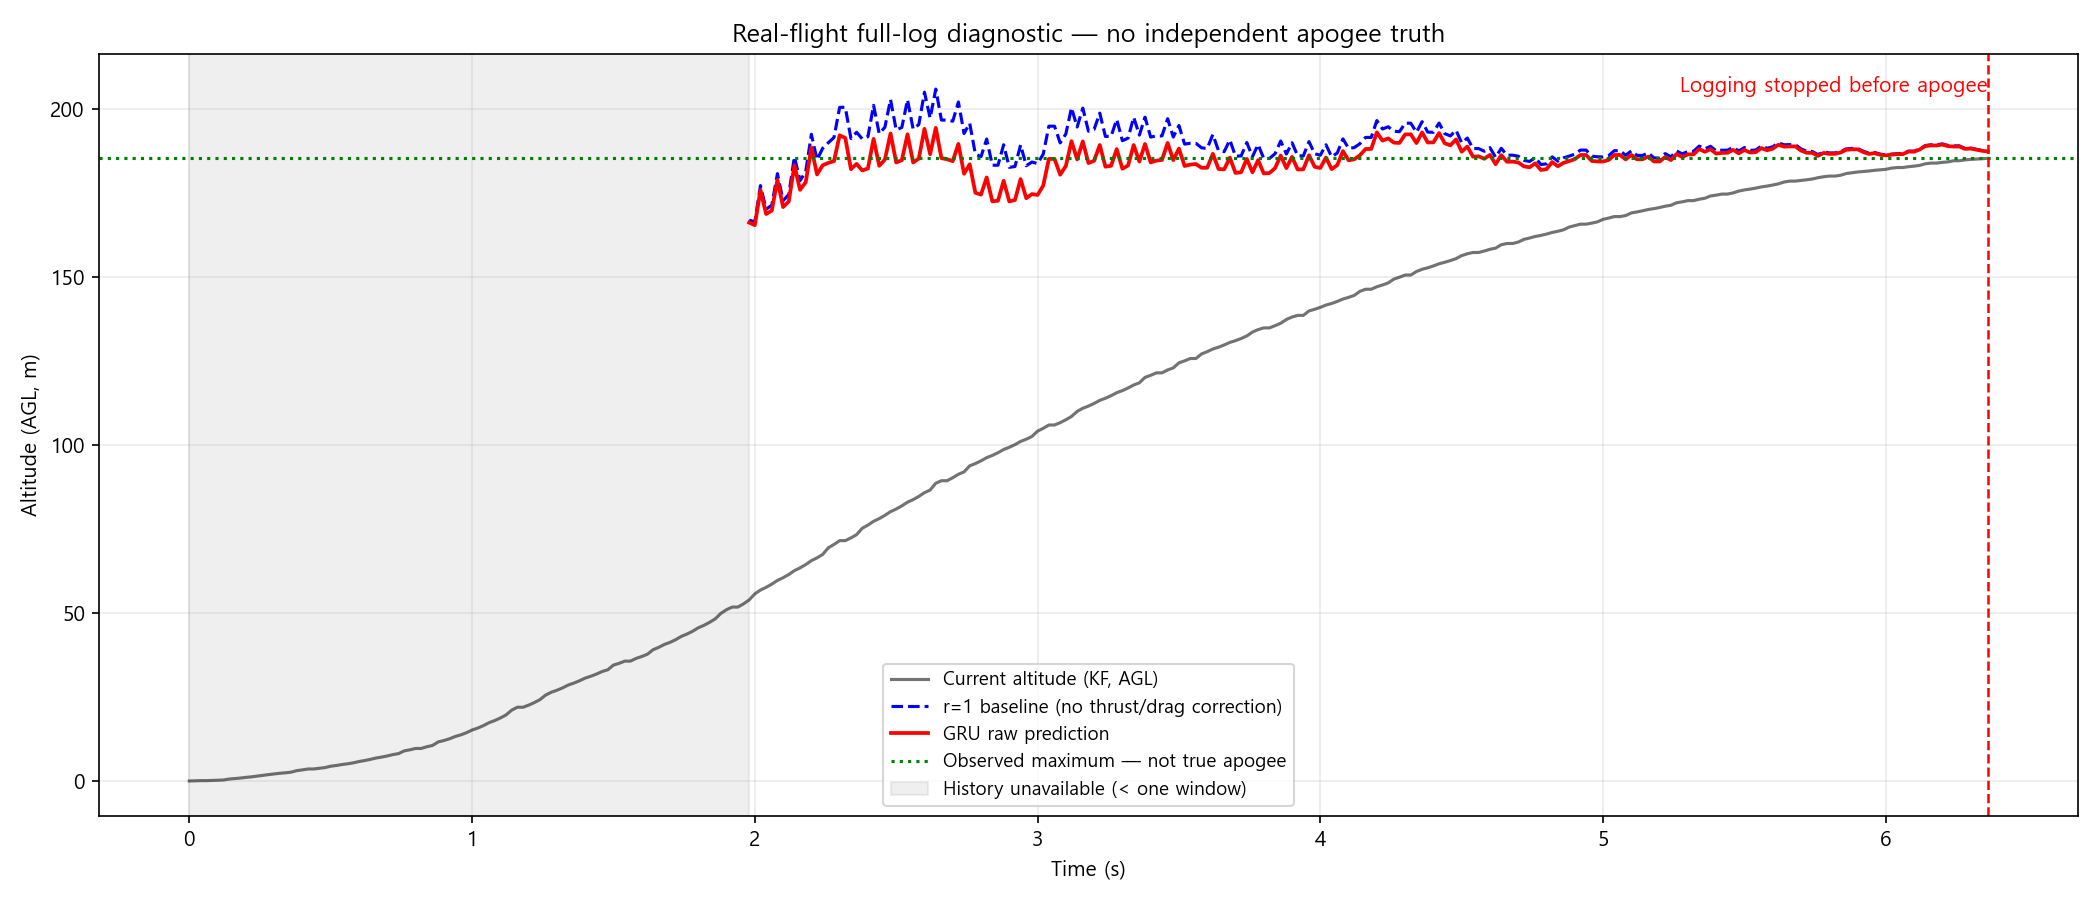 Real-flight full-log diagnostic — no independent apogee truth
Logging stopped before apogee
Altitude (AGL, m)
200
150
100
50
0
Current altitude (KF, AGL)
r=1 baseline (no thrust/drag correction)
GRU raw prediction
Observed maximum — not true apogee
History unavailable (< one window)
0 1 2 3 4 5 6
Time (s)